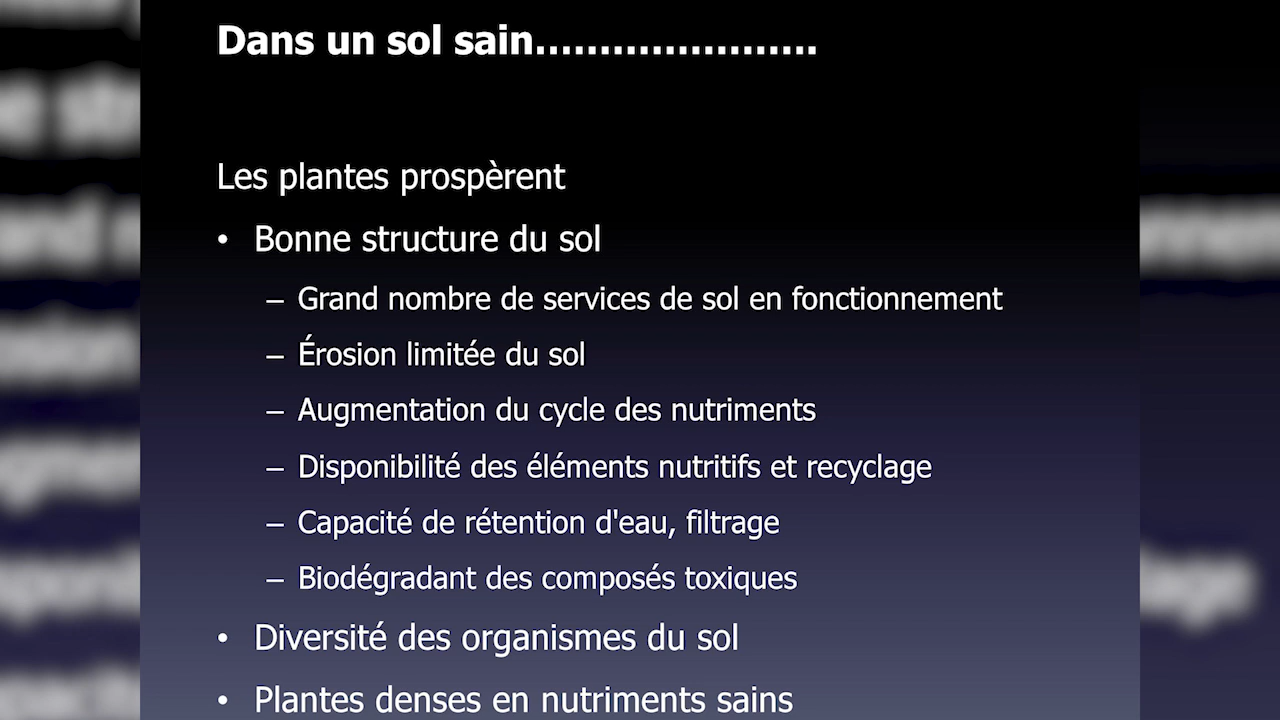 Dans un sol sain......................
Les plantes prospèrent
• Bonne structure du sol
– Grand nombre de services de sol en fonctionnement
– Érosion limitée du sol
– Augmentation du cycle des nutriments
– Disponibilité des éléments nutritifs et recyclage
– Capacité de rétention d'eau, filtrage
– Biodégradant des composés toxiques
• Diversité des organismes du sol
• Plantes denses en nutriments sains